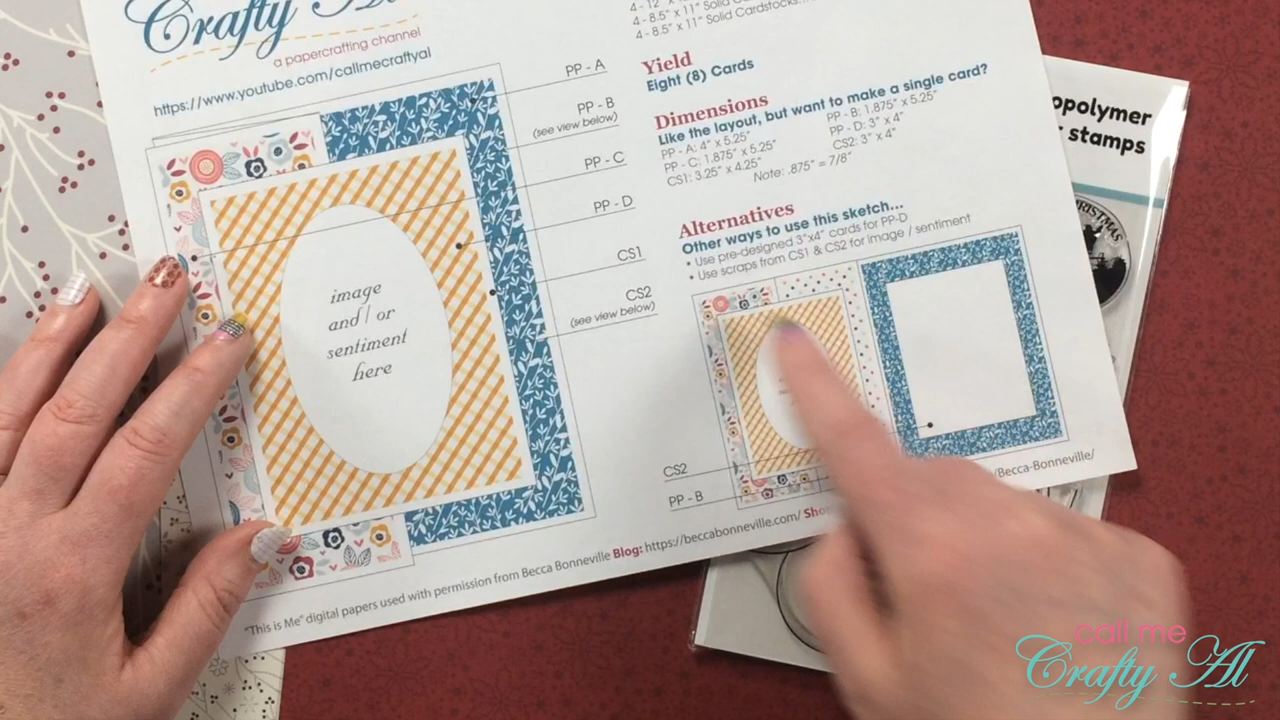 Crafty Al
a papercrafting channel
https://www.youtube.com/callmecraftyal
PP - A
PP - B
(see view below)
PP - C
PP - D
CS1
CS2
(see view below)
image
and / or
sentiment
here
4 - 8.5" x 11" Solid Cardstocks
4 - 8.5" x 11" Solid Cardstocks...
Yield
Eight (8) Cards
Dimensions
Like the layout, but want to make a single card?
PP - A: 4" x 5.25" PP - B: 1.875" x 5.25"
PP - C: 1.875" x 5.25" PP - D: 3" x 4"
CS1: 3.25" x 4.25" CS2: 3" x 4"
Note: .875" = 7/8"
Alternatives
Other ways to use this sketch...
• Use pre-designed 3"x4" cards for PP-D
• Use scraps from CS1 & CS2 for image / sentiment
CS2
PP - B
"This is Me" digital papers used with permission from Becca Bonneville Blog: https://beccabonneville.com/ /Becca-Bonneville/
opolymer
stamps
CHRISTMAS
call me
Crafty Al